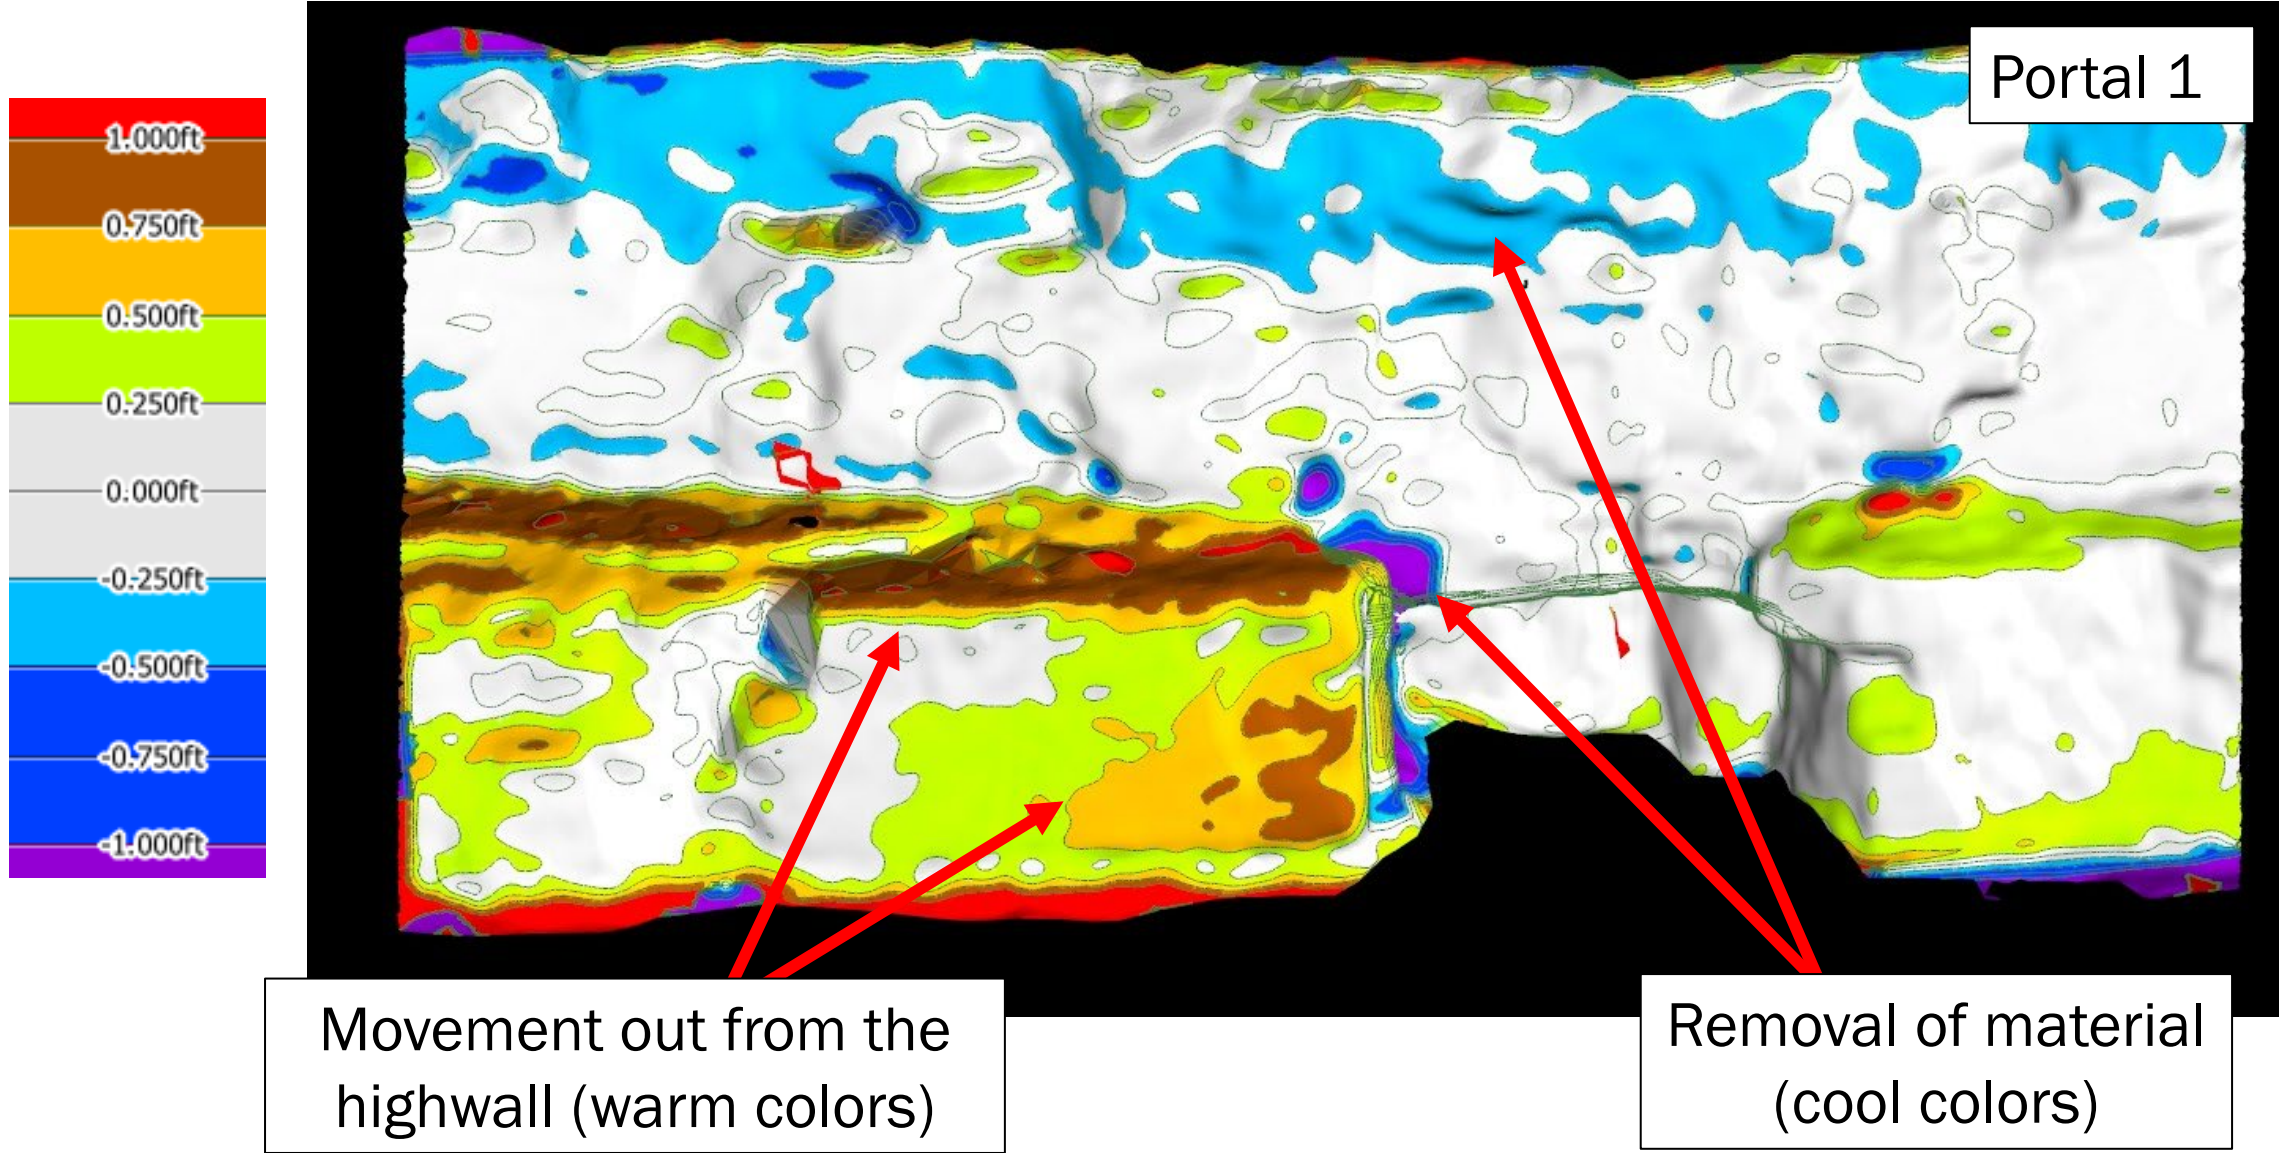 Portal 1
1.000ft
0.750ft
0.500ft
0.250ft
0.000ft
-0.250ft
-0.500ft
-0.750ft
-1.000ft
Movement out from the
highwall (warm colors)
Removal of material
(cool colors)